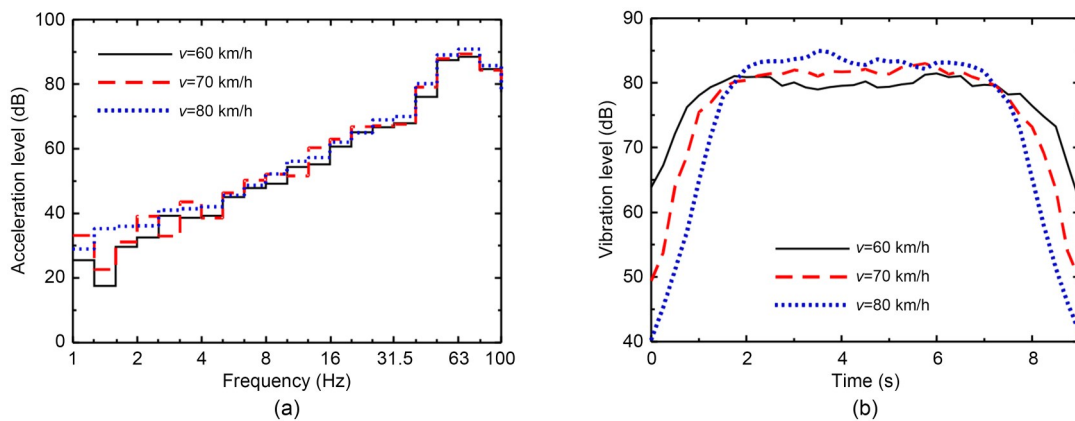 100
80
60
40
20
0
Acceleration level (dB)
v=60 km/h
v=70 km/h
v=80 km/h
1 2 4 8 16 31.5 63 100
Frequency (Hz)
(a)
90
80
70
60
50
40
Vibration level (dB)
v=60 km/h
v=70 km/h
v=80 km/h
0 2 4 6 8
Time (s)
(b)